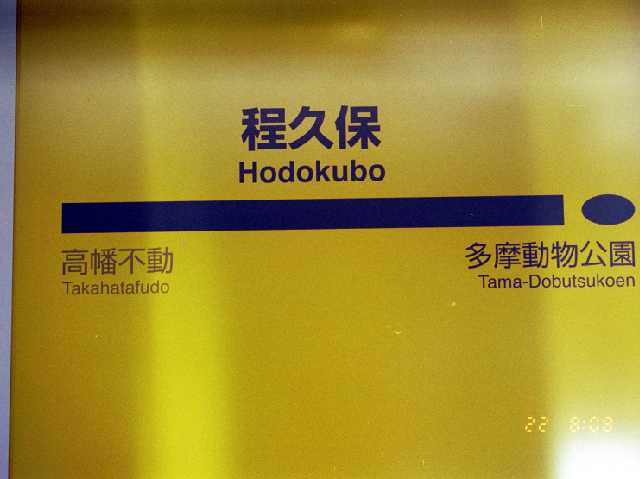 程久保
Hodokubo
高幡不動
Takahatafudo
多摩動物公園
Tama-Dobutsukoen
22 8:03